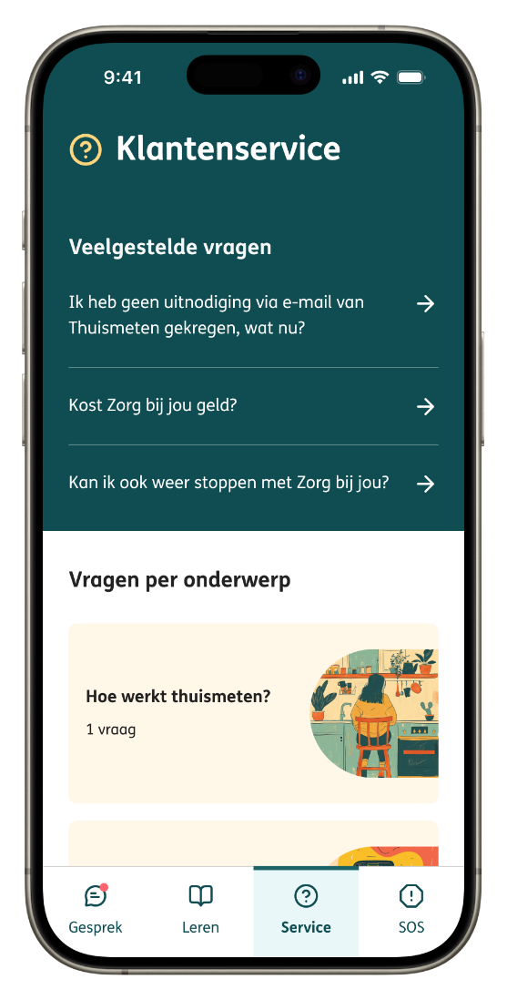 9:41
Klantenservice
Veelgestelde vragen
Ik heb geen uitnodiging via e-mail van
Thuismeten gekregen, wat nu?
Kost Zorg bij jou geld?
Kan ik ook weer stoppen met Zorg bij jou?
Vragen per onderwerp
Hoe werkt thuismeten?
1 vraag
Gesprek
Leren
Service
SOS